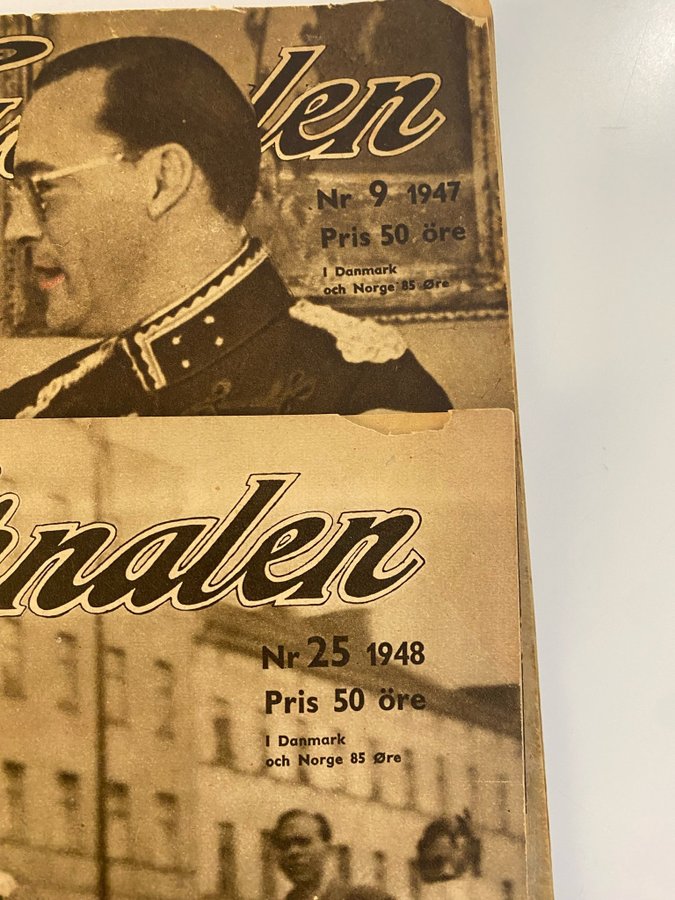 len
Nr 9 1947
Pris 50 öre
I Danmark
och Norge 85 Øre
nalen
Nr 25 1948
Pris 50 öre
I Danmark
och Norge 85 Øre